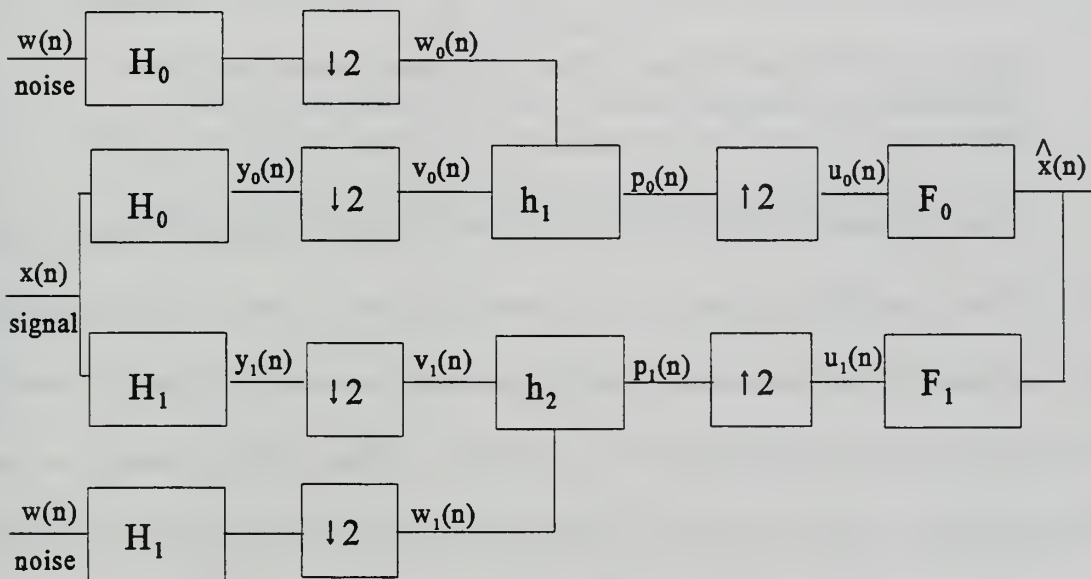 w(n)
noise
H₀
↓2
w₀(n)
x(n)
signal
H₀
y₀(n)
↓2
v₀(n)
h₁
p₀(n)
↑2
u₀(n)
F₀
x̂(n)
H₁
y₁(n)
↓2
v₁(n)
h₂
p₁(n)
↑2
u₁(n)
F₁
w(n)
noise
H₁
↓2
w₁(n)